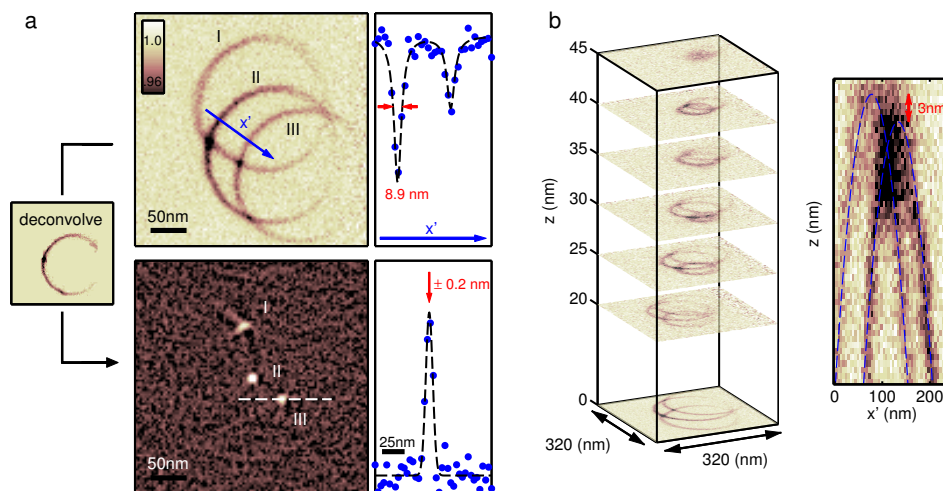 a
1.0
.96
I
II
III
x'
50nm
8.9 nm
x'
deconvolve
I
II
III
50nm
± 0.2 nm
25nm
b
45
40
35
30
25
20
0
z (nm)
320 (nm)
320 (nm)
3nm
z (nm)
0
100
200
x' (nm)